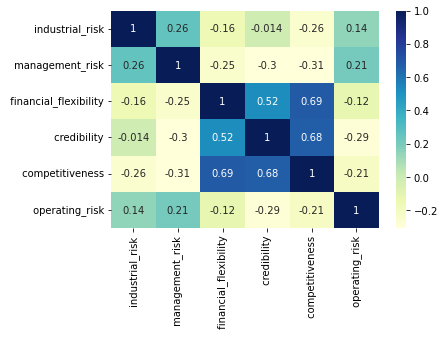 industrial_risk 1 0.26 -0.16 -0.014 -0.26 0.14
management_risk 0.26 1 -0.25 -0.3 -0.31 0.21
financial_flexibility -0.16 -0.25 1 0.52 0.69 -0.12
credibility -0.014 -0.3 0.52 1 0.68 -0.29
competitiveness -0.26 -0.31 0.69 0.68 1 -0.21
operating_risk 0.14 0.21 -0.12 -0.29 -0.21 1
industrial_risk
management_risk
financial_flexibility
credibility
competitiveness
operating_risk
1.0
0.8
0.6
0.4
0.2
0.0
-0.2